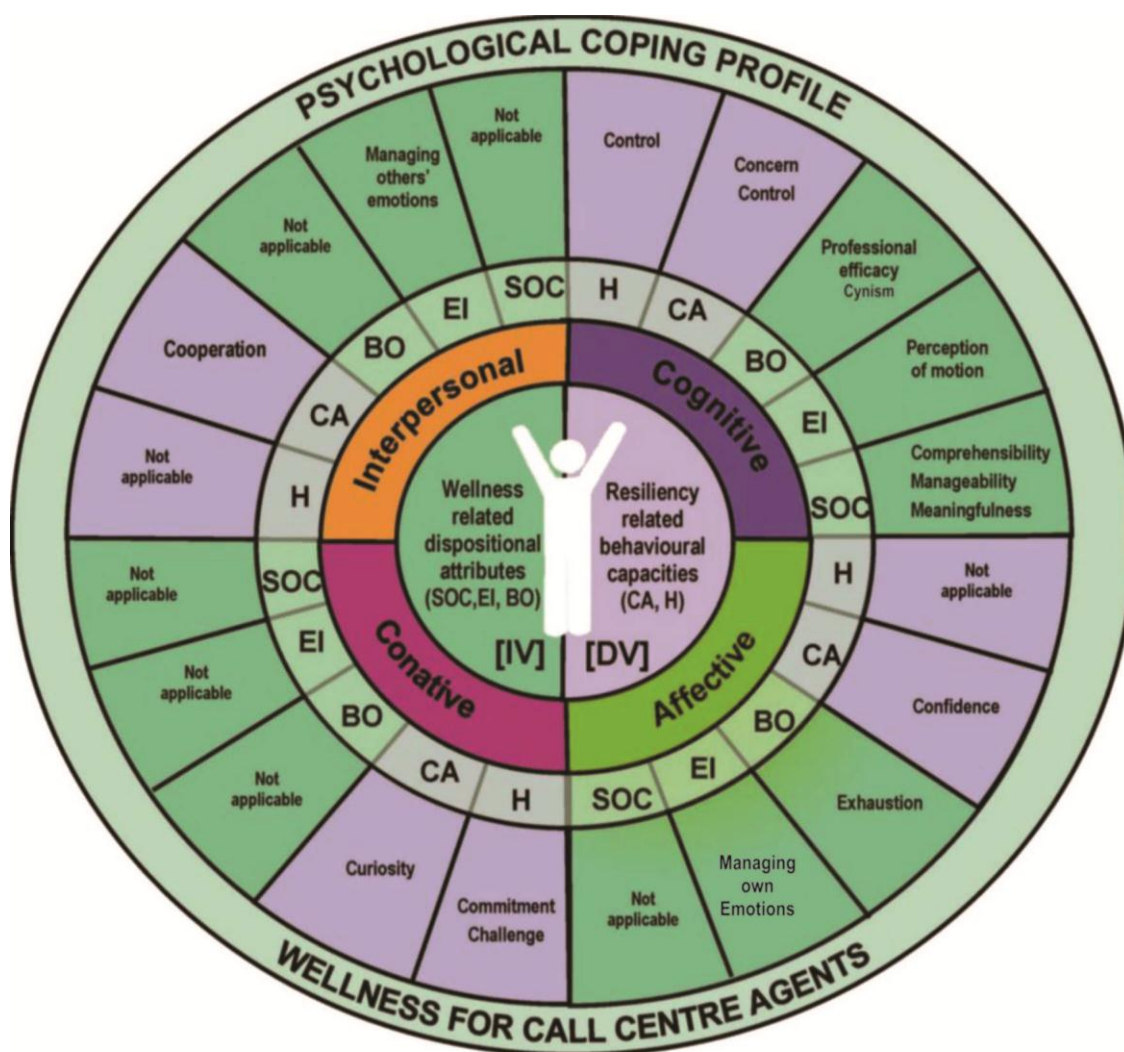 PSYCHOLOGICAL COPING PROFILE
Not
applicable
Control
Managing
others'
emotions
Concern
Control
Not
applicable
Professional
efficacy
Cynism
SOC
H
EI
CA
BO
BO
Cooperation
Perception
of motion
Interpersonal
Cognitive
CA
EI
Not
applicable
Comprehensibility
Manageability
Meaningfulness
H
SOC
Wellness
related
dispositional
attributes
(SOC,EI, BO)
[IV]
Resiliency
related
behavioural
capacities
(CA, H)
[DV]
Not
applicable
SOC
H
Not
applicable
Not
applicable
EI
CA
Confidence
Conative
Affective
Not
applicable
BO
BO
Exhaustion
CA
EI
H
SOC
Curiosity
Commitment
Challenge
Not
applicable
Managing
own
Emotions
WELLNESS FOR CALL CENTRE AGENTS